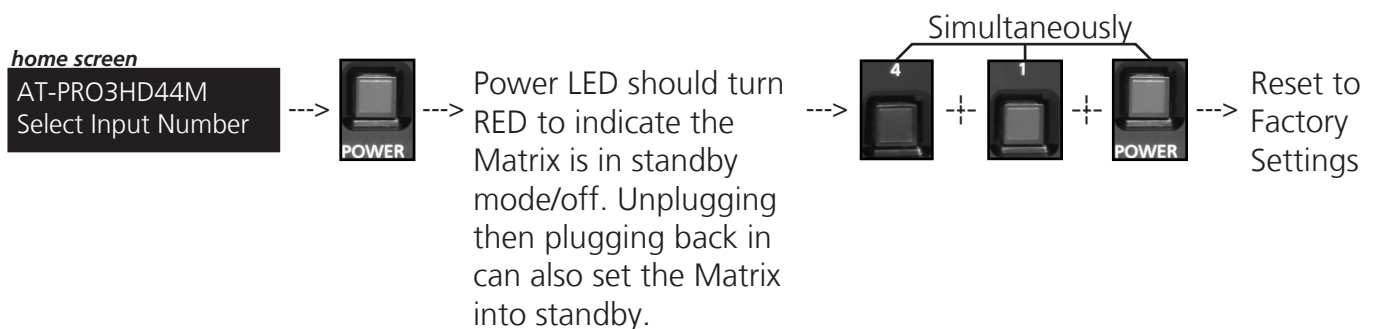 home screen
AT-PRO3HD44M
Select Input Number
--->
POWER
--->
Power LED should turn
RED to indicate the
Matrix is in standby
mode/off. Unplugging
then plugging back in
can also set the Matrix
into standby.
--->
Simultaneously
4
-¦-
1
-¦-
POWER
--->
Reset to
Factory
Settings